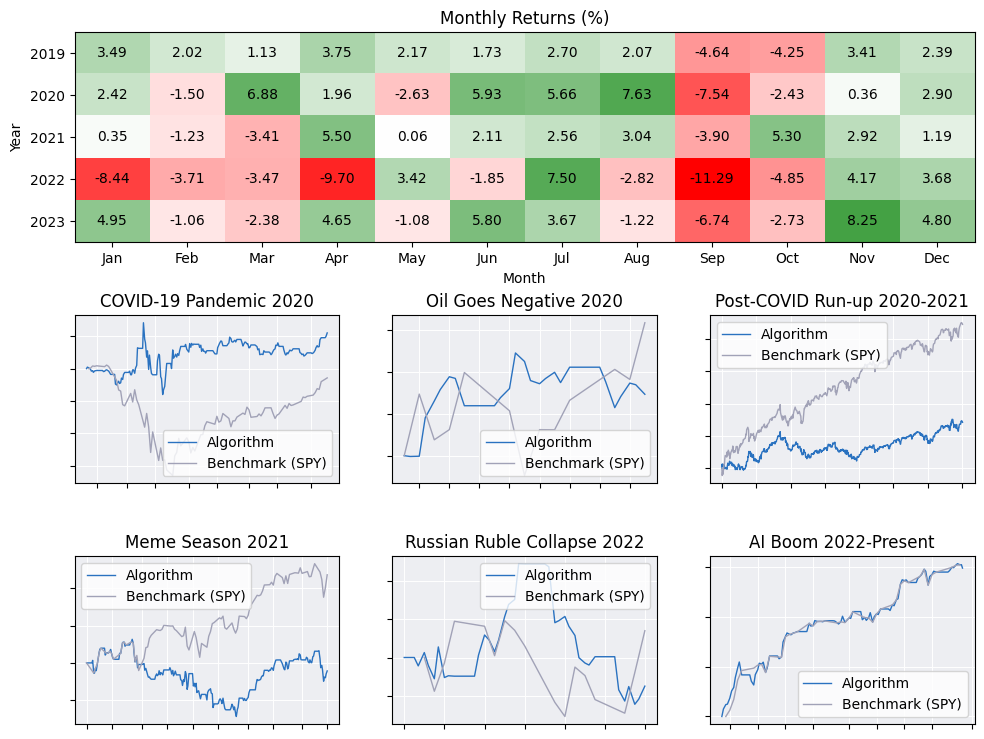 Monthly Returns (%)
Year
2019 3.49 2.02 1.13 3.75 2.17 1.73 2.70 2.07 -4.64 -4.25 3.41 2.39
2020 2.42 -1.50 6.88 1.96 -2.63 5.93 5.66 7.63 -7.54 -2.43 0.36 2.90
2021 0.35 -1.23 -3.41 5.50 0.06 2.11 2.56 3.04 -3.90 5.30 2.92 1.19
2022 -8.44 -3.71 -3.47 -9.70 3.42 -1.85 7.50 -2.82 -11.29 -4.85 4.17 3.68
2023 4.95 -1.06 -2.38 4.65 -1.08 5.80 3.67 -1.22 -6.74 -2.73 8.25 4.80
Jan Feb Mar Apr May Jun Jul Aug Sep Oct Nov Dec
Month
COVID-19 Pandemic 2020
Algorithm
Benchmark (SPY)
Oil Goes Negative 2020
Algorithm
Benchmark (SPY)
Post-COVID Run-up 2020-2021
Algorithm
Benchmark (SPY)
Meme Season 2021
Algorithm
Benchmark (SPY)
Russian Ruble Collapse 2022
Algorithm
Benchmark (SPY)
AI Boom 2022-Present
Algorithm
Benchmark (SPY)